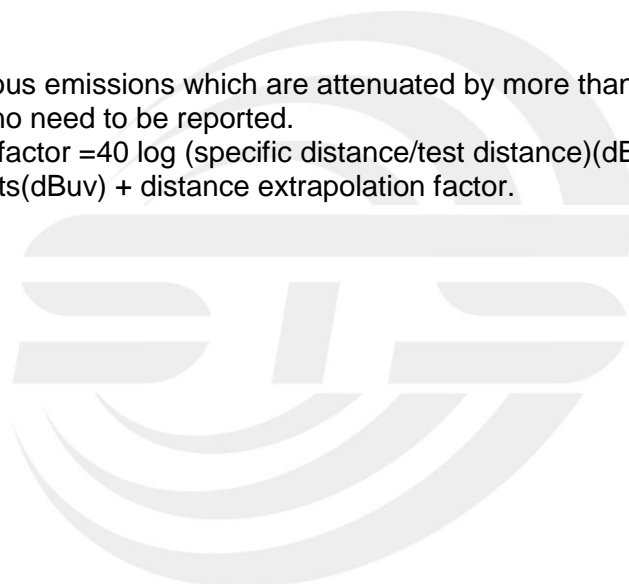 ous emissions which are attenuated by more than
no need to be reported.
factor =40 log (specific distance/test distance)(dB
ts(dBuv) + distance extrapolation factor.
STS